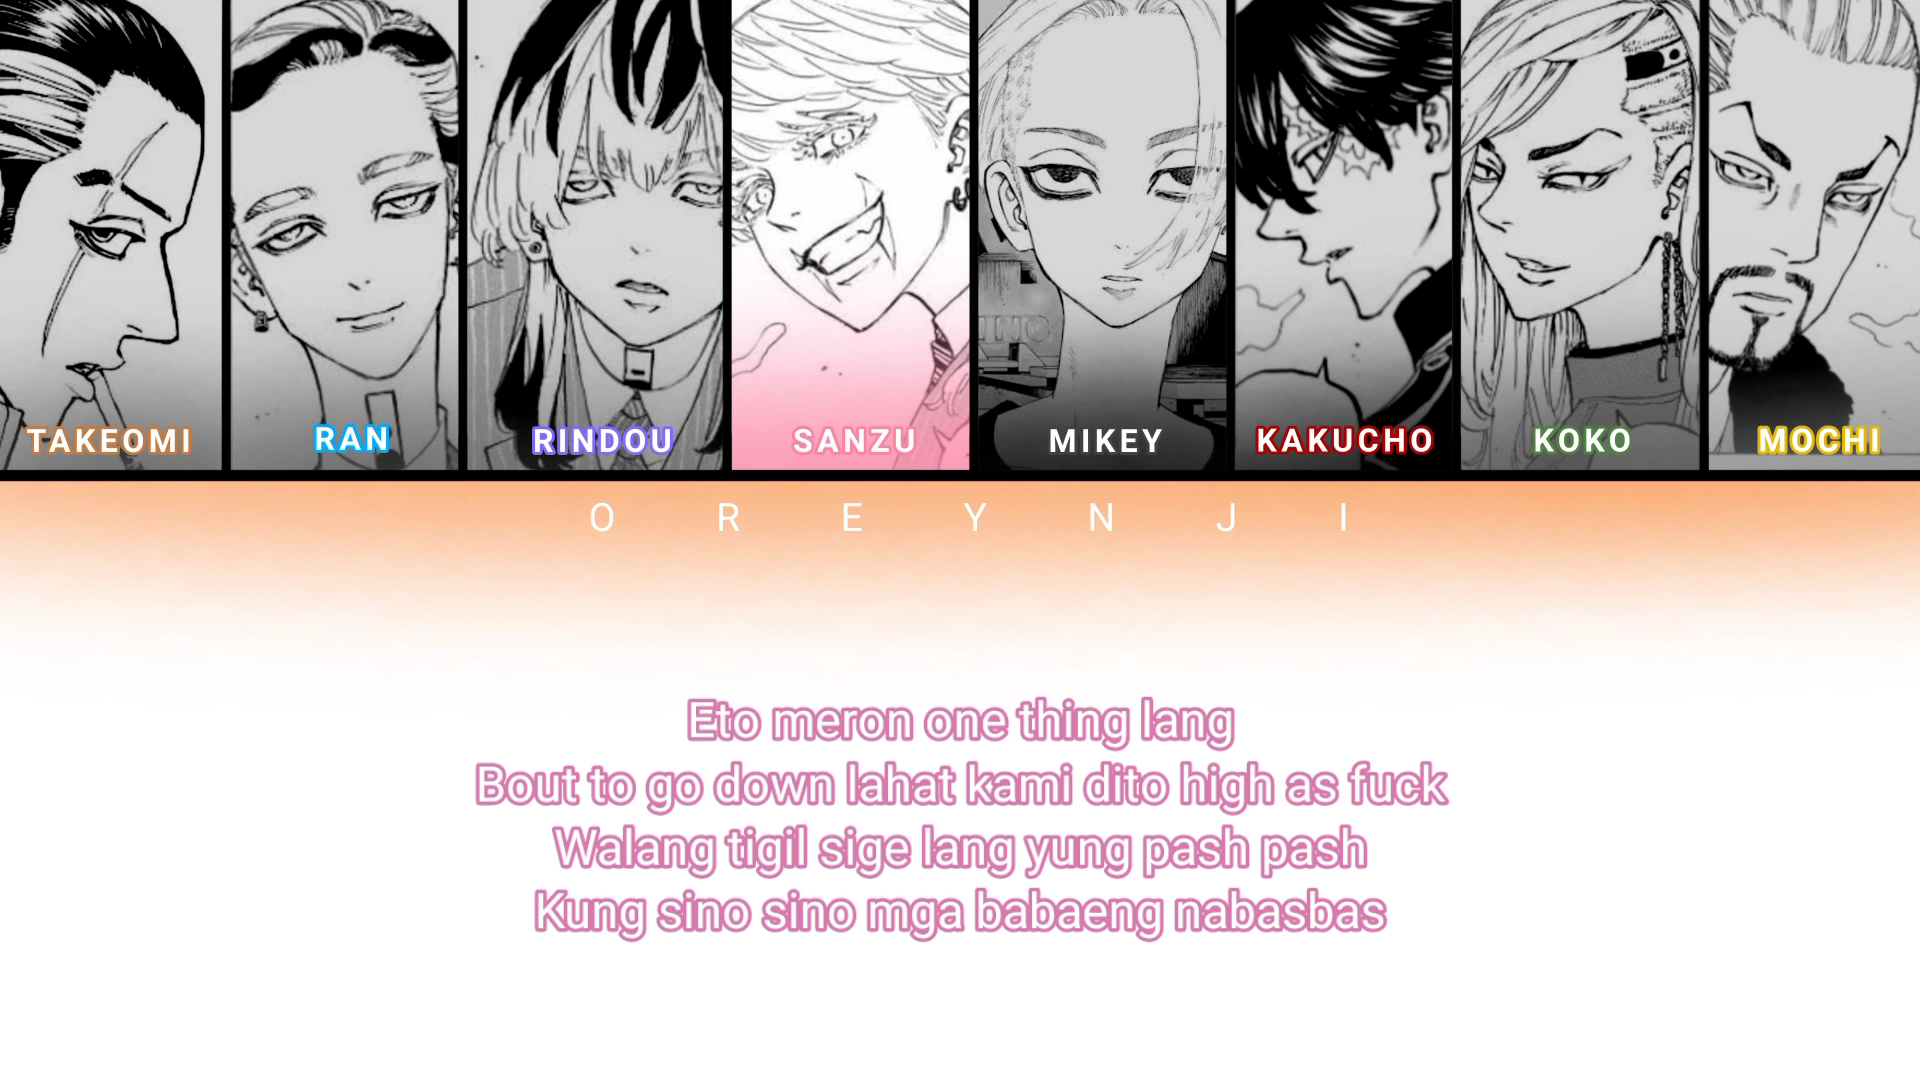 TAKEOMI RAN RINDOU SANZU MIKEY KAKUCHO KOKO MOCHI
OREYNJI
Eto meron one thing lang
Bout to go down lahat kami dito high as fuck
Walang tigil sige lang yung pash pash
Kung sino sino mga babaeng nabasbas